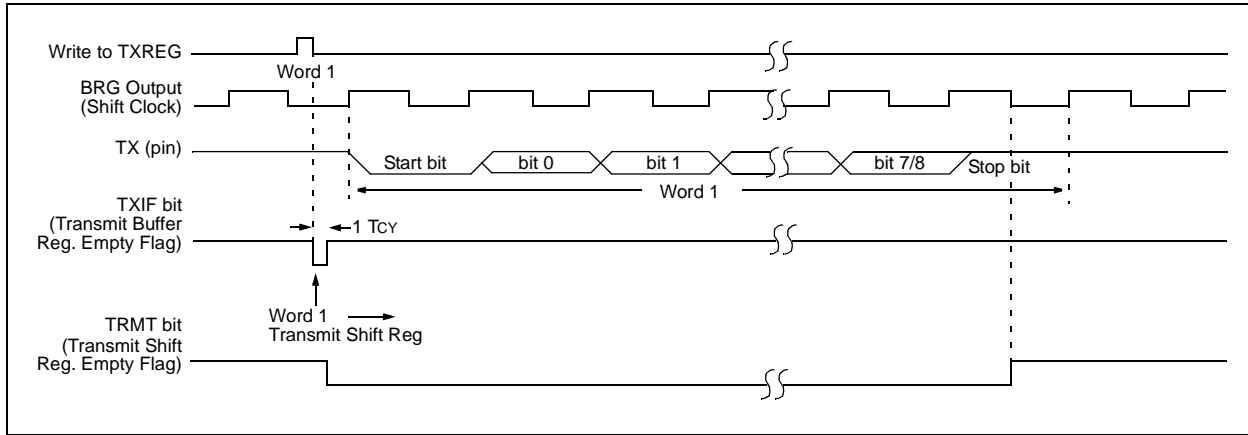 Write to TXREG
Word 1
BRG Output
(Shift Clock)
TX (pin)
Start bit
bit 0
bit 1
bit 7/8
Stop bit
Word 1
TXIF bit
(Transmit Buffer
Reg. Empty Flag)
1 TCY
Word 1
Transmit Shift Reg
TRMT bit
(Transmit Shift
Reg. Empty Flag)